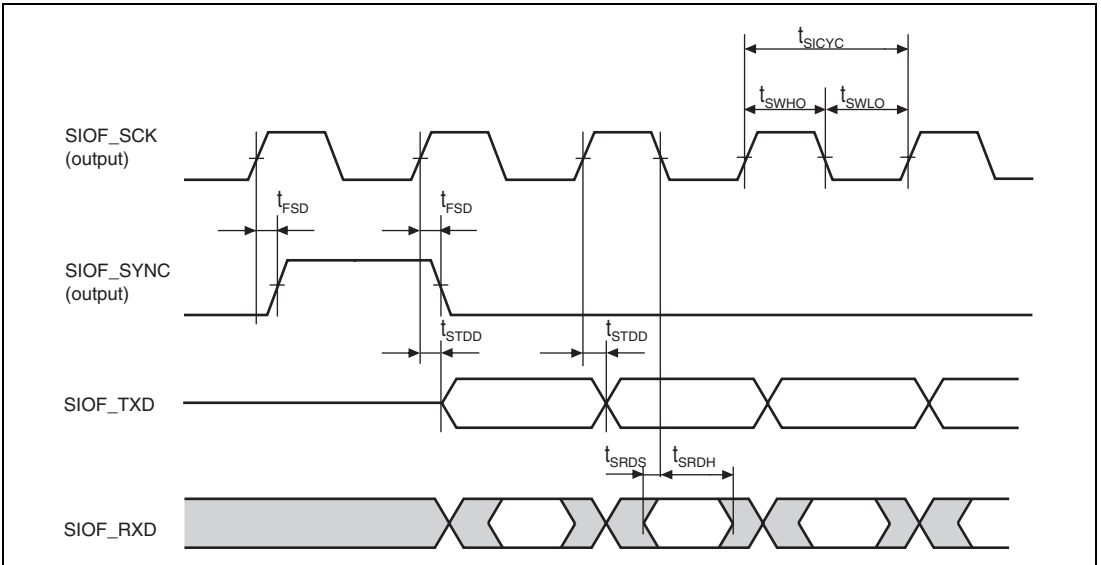 tSICYC
tSWHO tSWLO
SIOF_SCK
(output)
tFSD tFSD
SIOF_SYNC
(output)
tSTDD tSTDD
SIOF_TXD
tSRDS tSRDH
SIOF_RXD